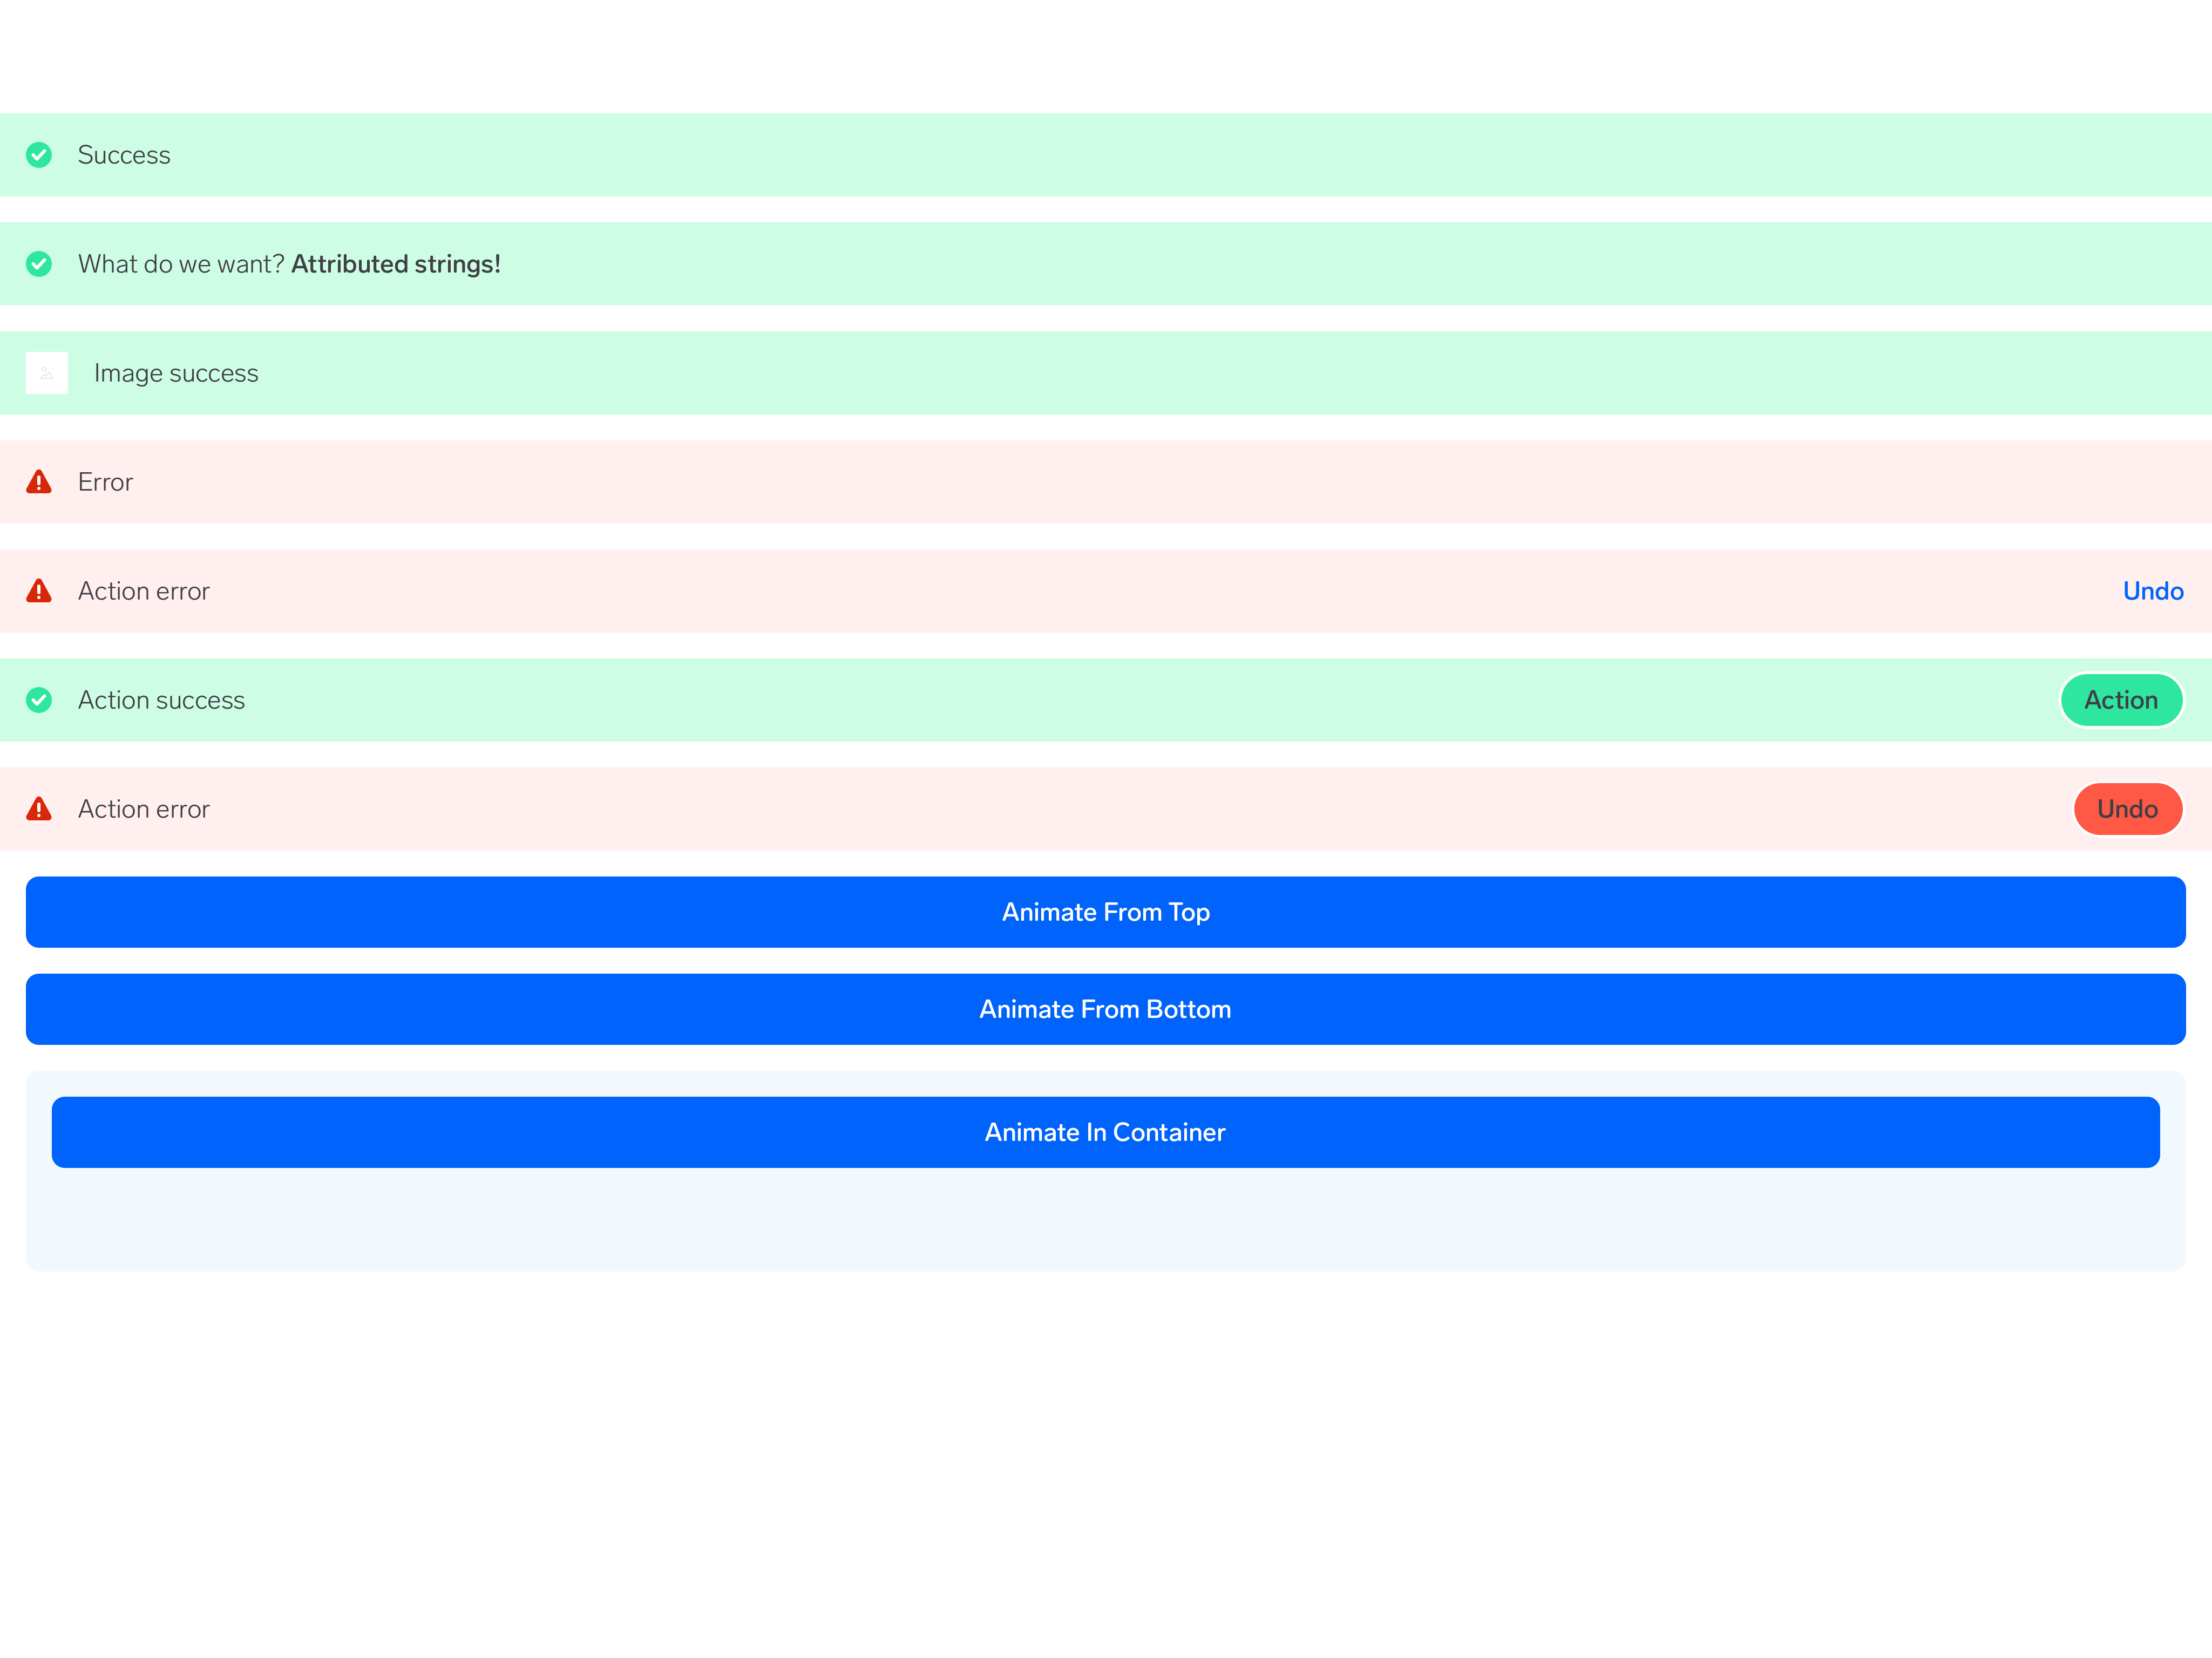 Success
What do we want? Attributed strings!
Image success
Error
Action error
Undo
Action success
Action
Action error
Undo
Animate From Top
Animate From Bottom
Animate In Container